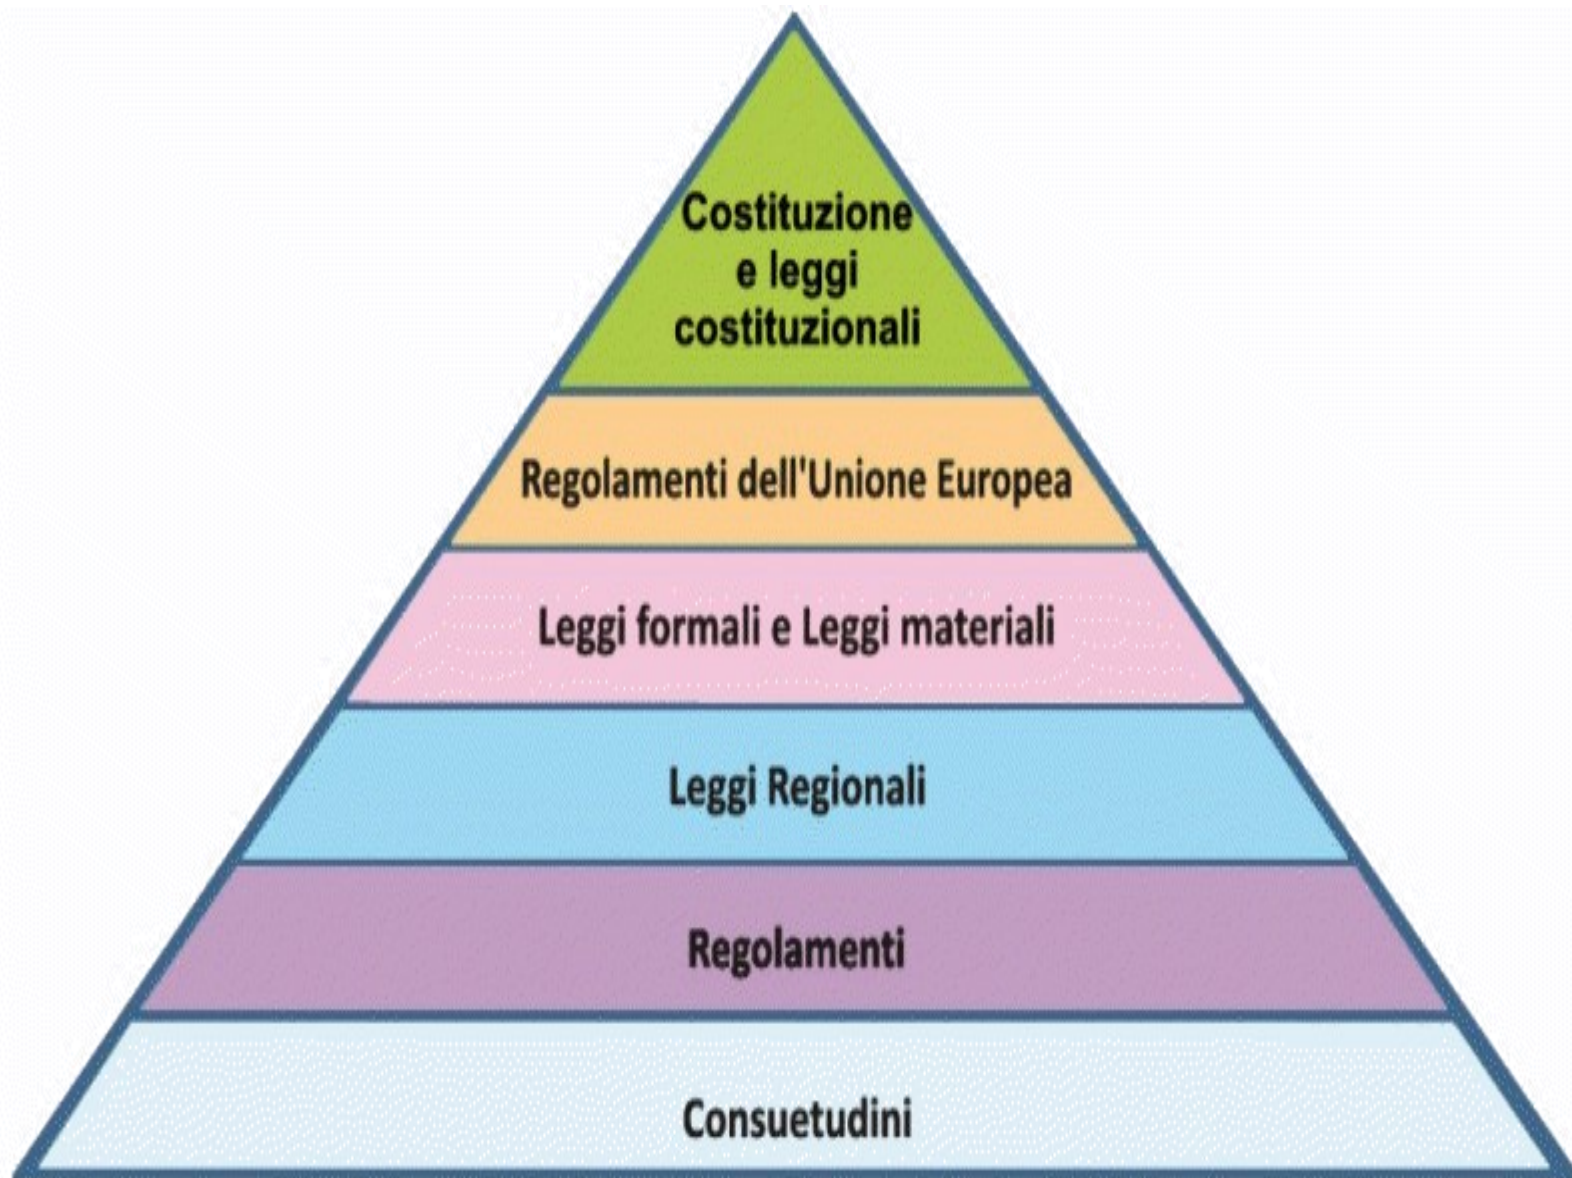 Costituzione
e leggi
costituzionali
Regolamenti dell'Unione Europea
Leggi formali e Leggi materiali
Leggi Regionali
Regolamenti
Consuetudini